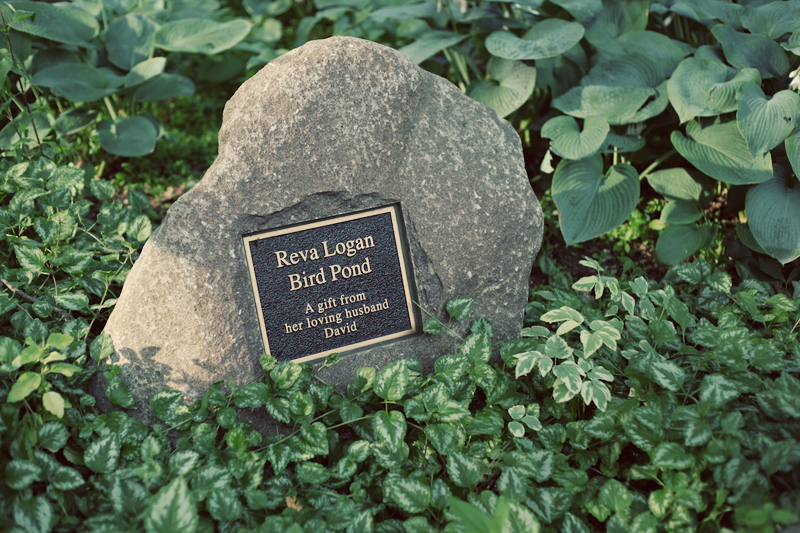 Reva Logan
Bird Pond
A gift from
her loving husband
David